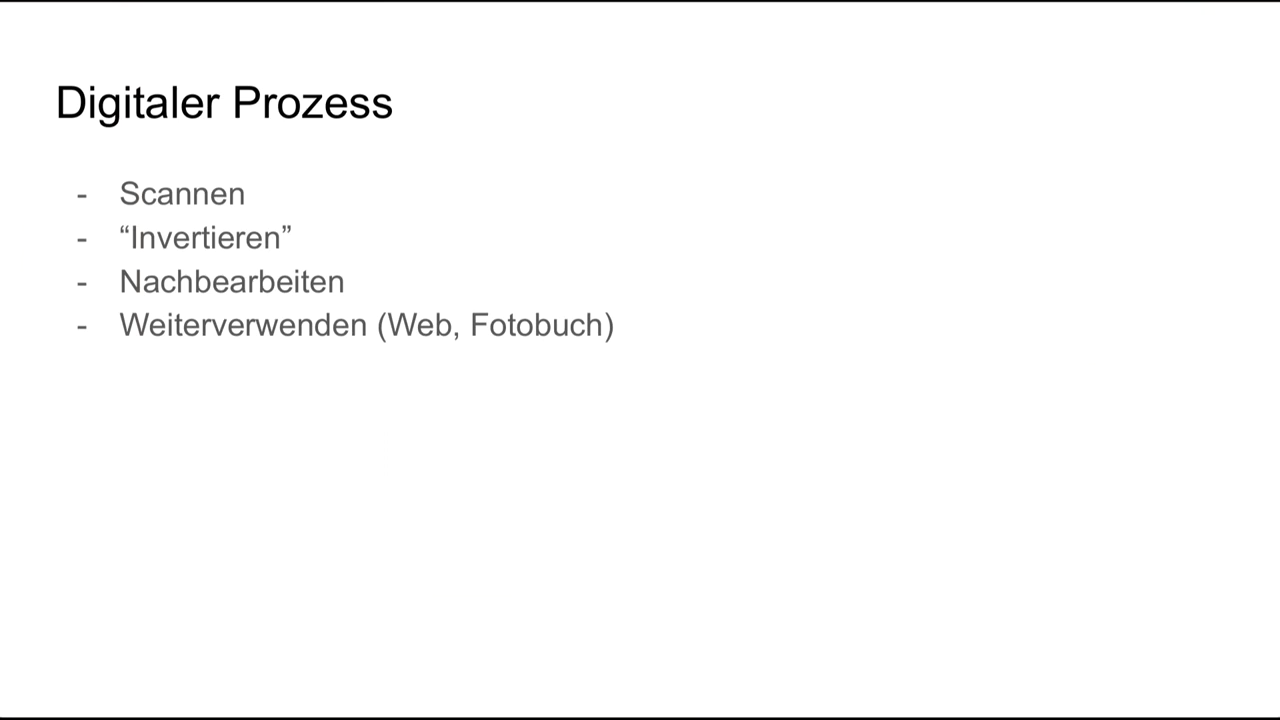 Digitaler Prozess
- Scannen
- “Invertieren”
- Nachbearbeiten
- Weiterverwenden (Web, Fotobuch)